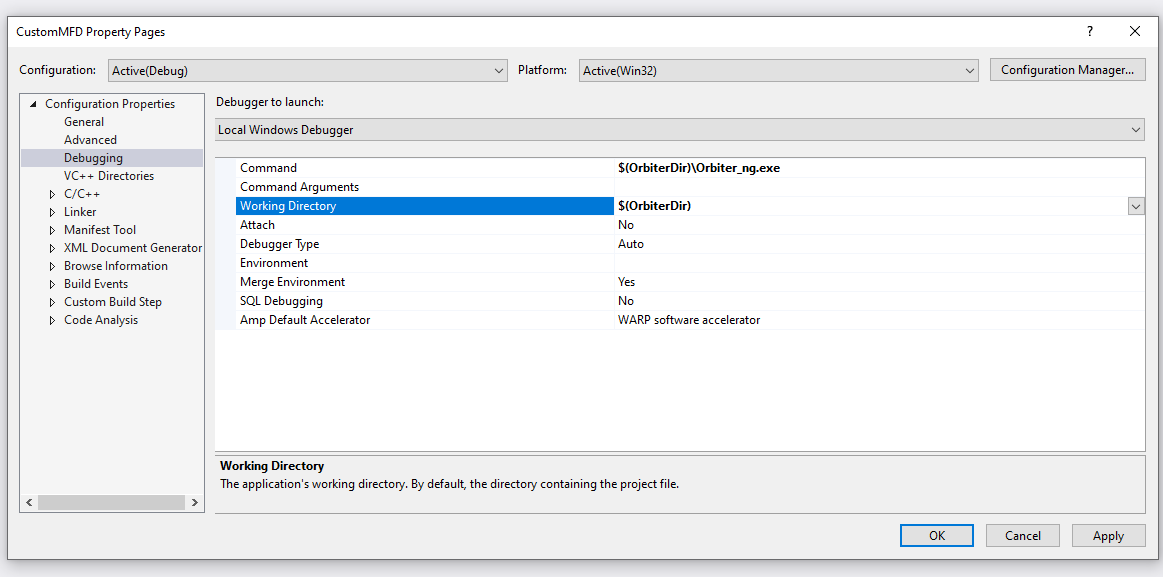 CustomMFD Property Pages
?
Configuration: Active(Debug) Platform: Active(Win32) Configuration Manager...
Configuration Properties
General
Advanced
Debugging
VC++ Directories
C/C++
Linker
Manifest Tool
XML Document Generator
Browse Information
Build Events
Custom Build Step
Code Analysis
Debugger to launch:
Local Windows Debugger
Command $(OrbiterDir)\Orbiter_ng.exe
Command Arguments
Working Directory $(OrbiterDir)
Attach No
Debugger Type Auto
Environment
Merge Environment Yes
SQL Debugging No
Amp Default Accelerator WARP software accelerator
Working Directory
The application's working directory. By default, the directory containing the project file.
OK Cancel Apply